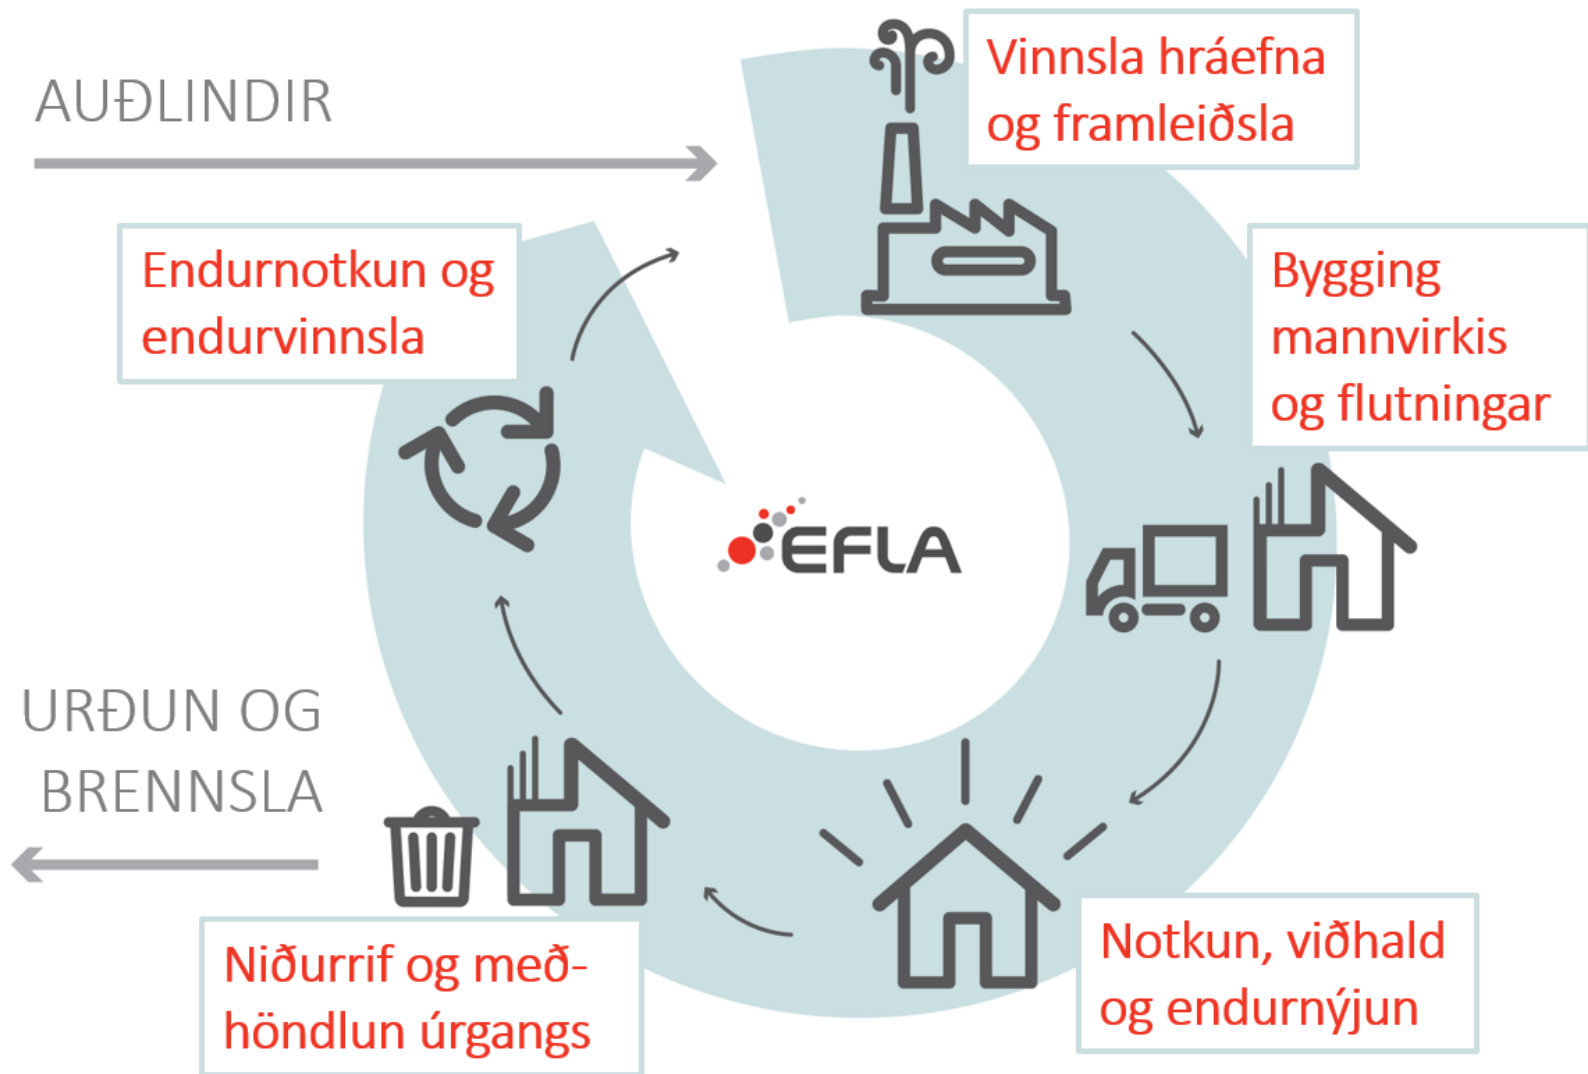 AUÐLINDIR
Vinnsla hráefna
og framleiðsla
Bygging
mannvirkis
og flutningar
Notkun, viðhald
og endurnýjun
Niðurrif og með-
höndlun úrgangs
URÐUN OG
BRENNSLA
Endurnotkun og
endurvinnsla
EFLA